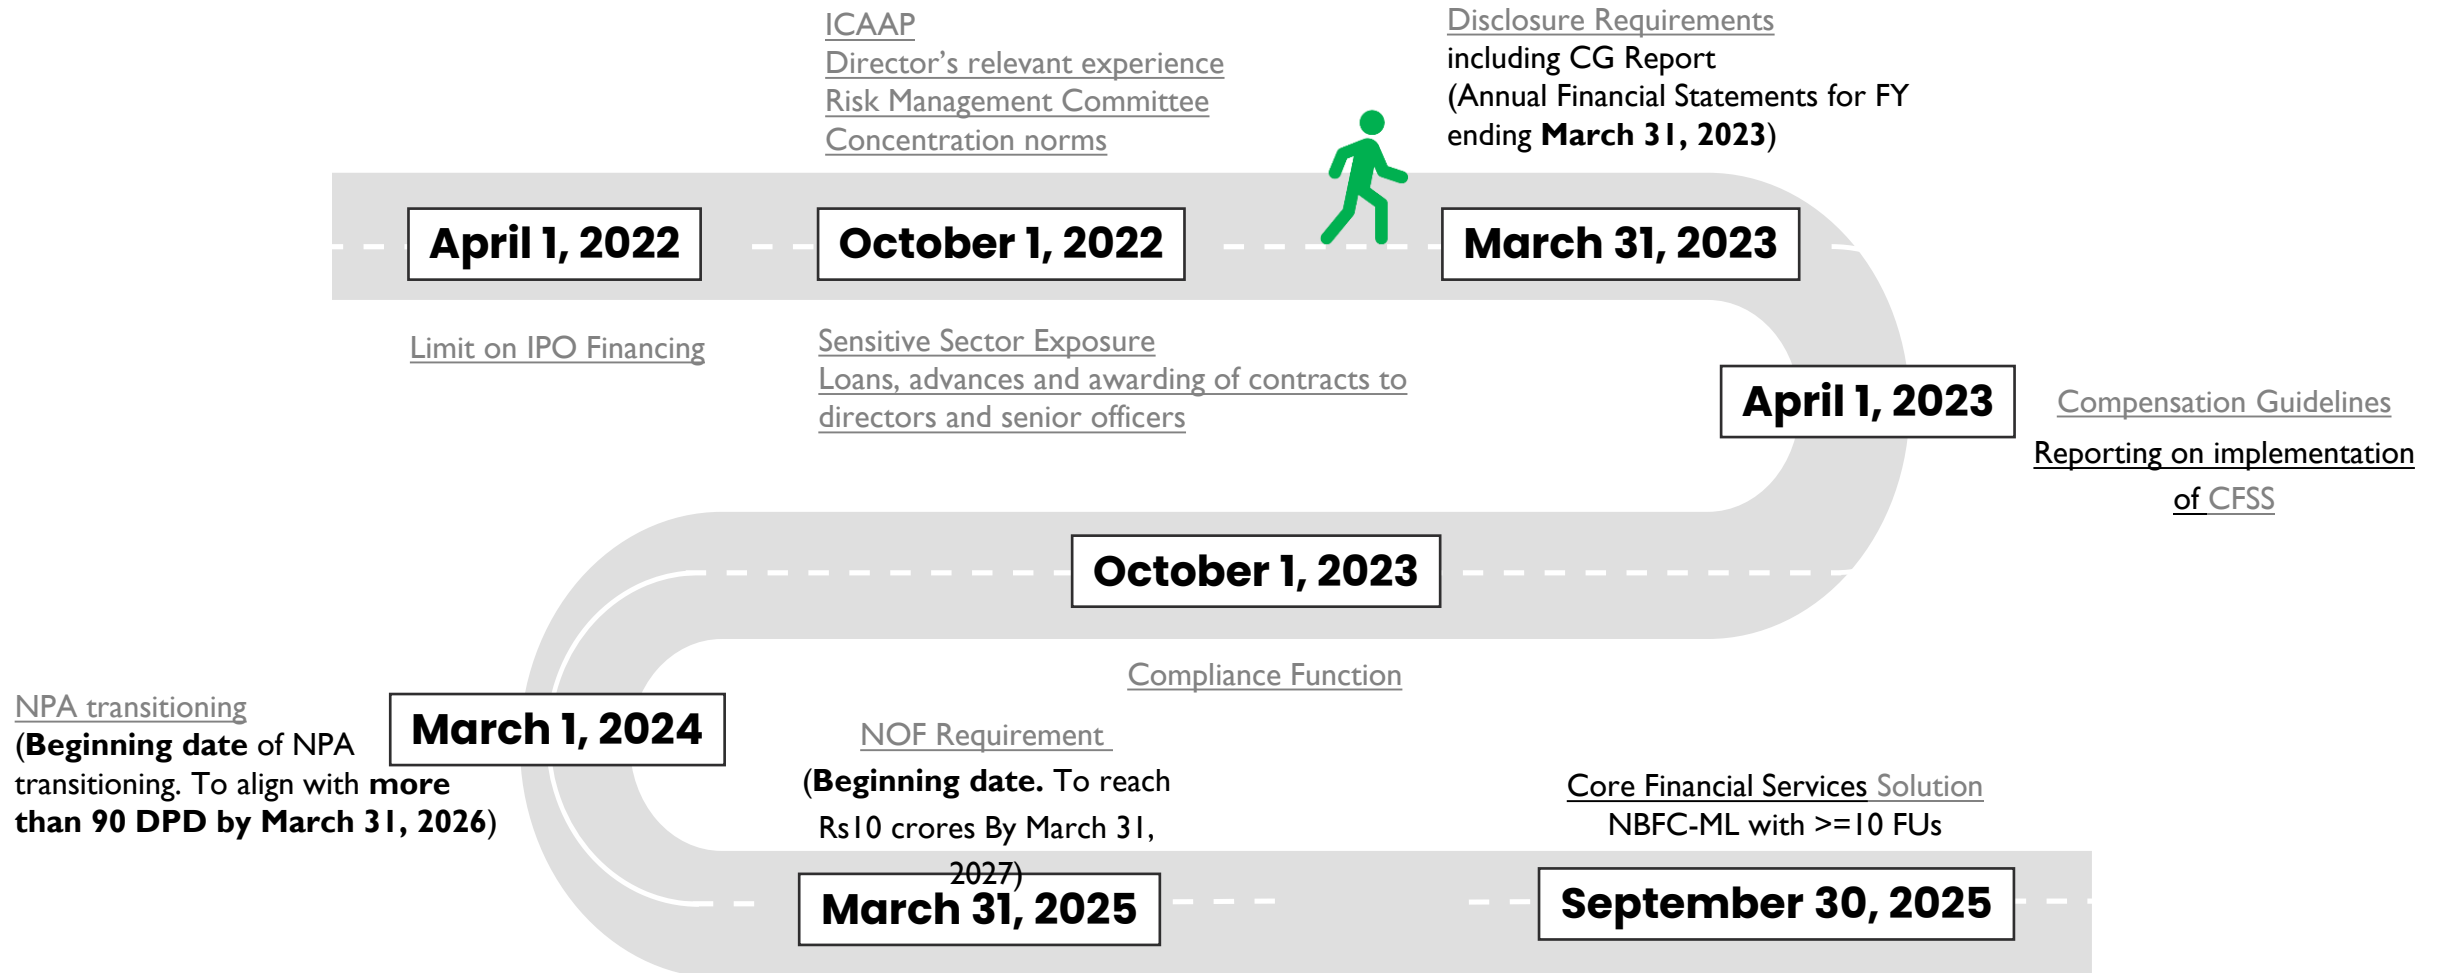 ICAAP
Director’s relevant experience
Risk Management Committee
Concentration norms
Disclosure Requirements
including CG Report
(Annual Financial Statements for FY
ending March 31, 2023)
April 1, 2022
October 1, 2022
March 31, 2023
Limit on IPO Financing
Sensitive Sector Exposure
Loans, advances and awarding of contracts to
directors and senior officers
April 1, 2023
Compensation Guidelines
Reporting on implementation
of CFSS
October 1, 2023
Compliance Function
NPA transitioning
(Beginning date of NPA
transitioning. To align with more
than 90 DPD by March 31, 2026)
March 1, 2024
NOF Requirement
(Beginning date. To reach
Rs10 crores By March 31,
2027)
March 31, 2025
Core Financial Services Solution
NBFC-ML with >=10 FUs
September 30, 2025